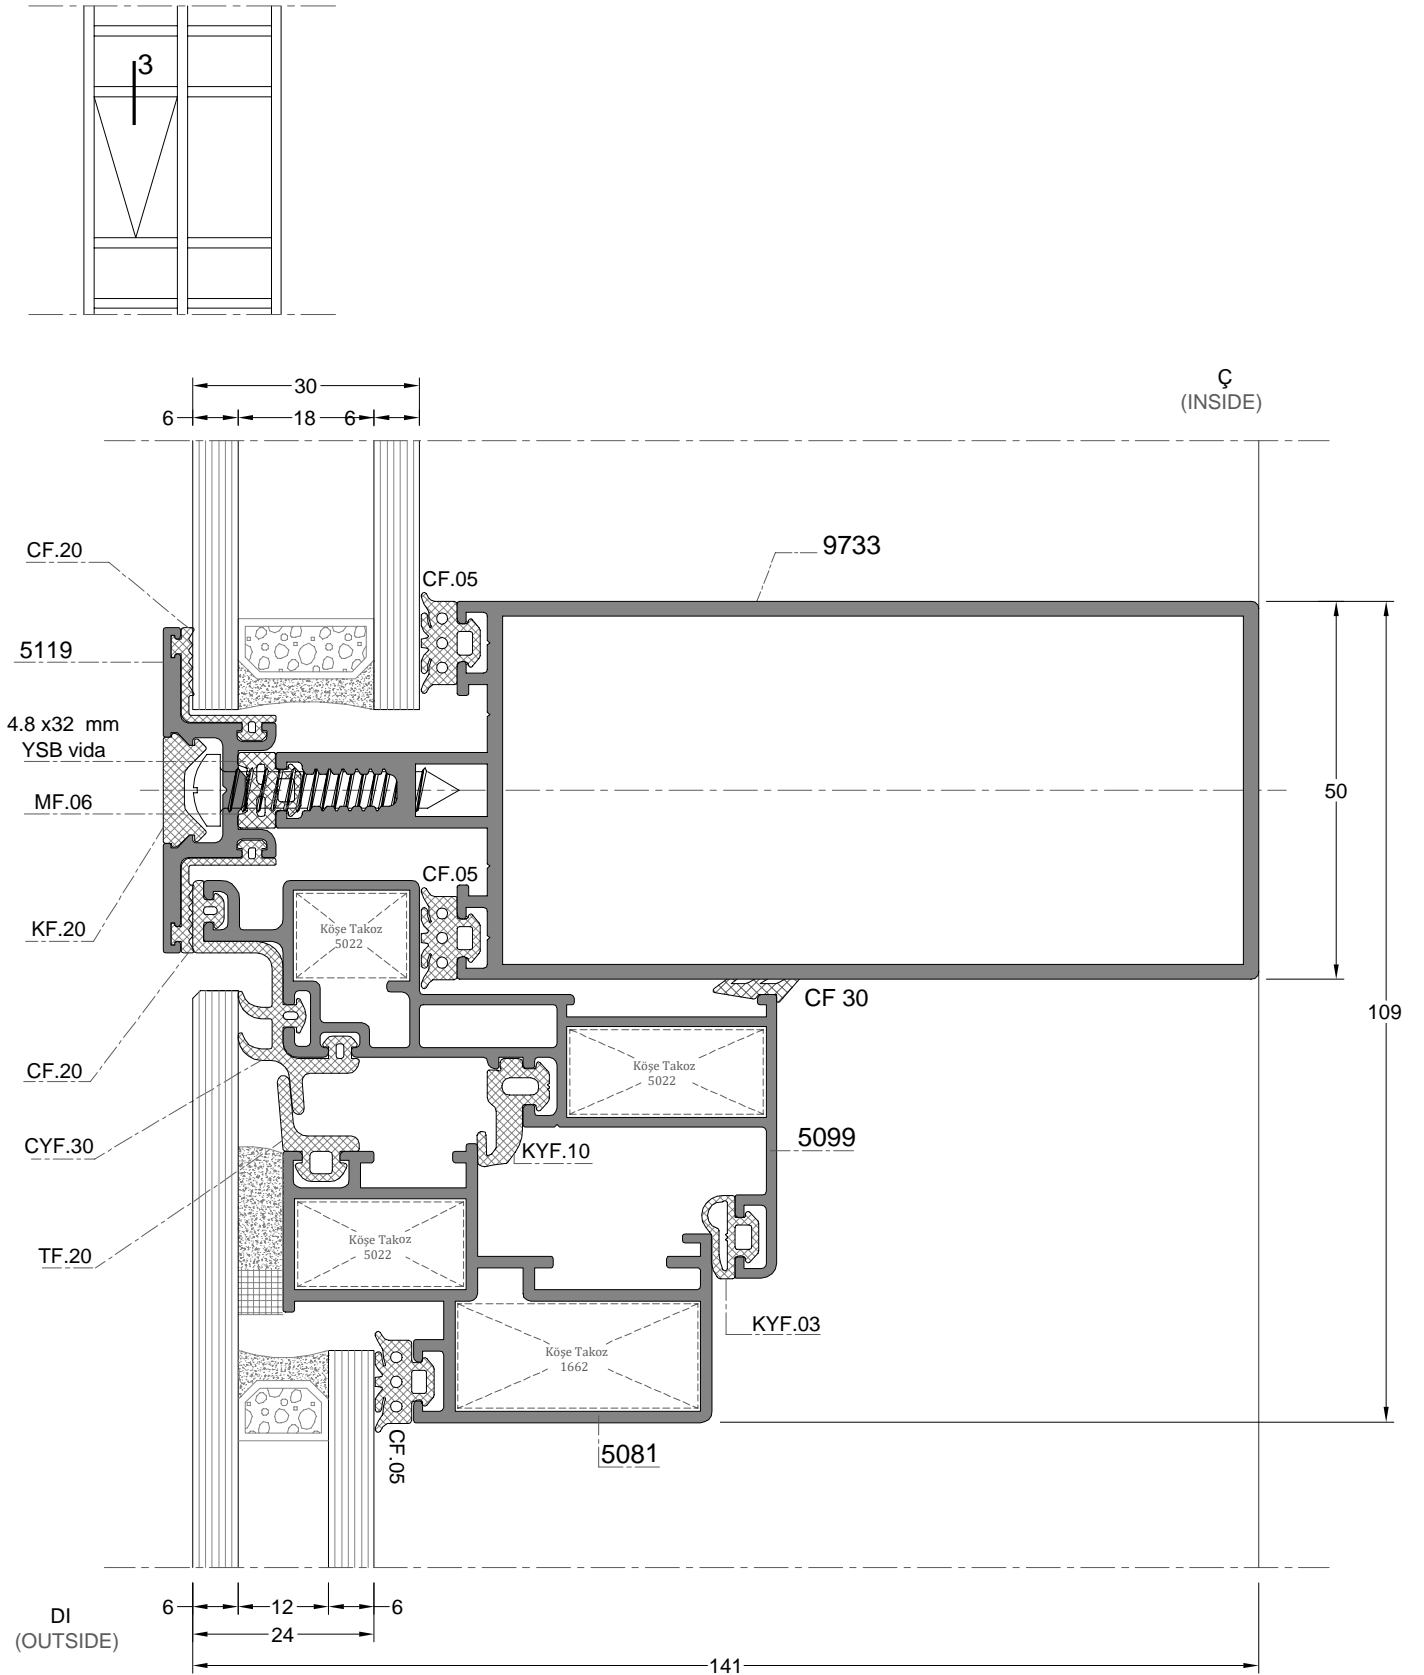 3
30
6
18
6
Ç
(INSIDE)
CF.20
9733
CF.05
5119
4.8 x32 mm
YSB vida
MF.06
50
CF.05
KF.20
Köşe Takoz
5022
CF 30
109
CF.20
Köşe Takoz
5022
CYF.30
KYF.10
5099
TF.20
Köşe Takoz
5022
KYF.03
Köşe Takoz
1662
CF.05
5081
6
12
6
DI
(OUTSIDE)
24
141